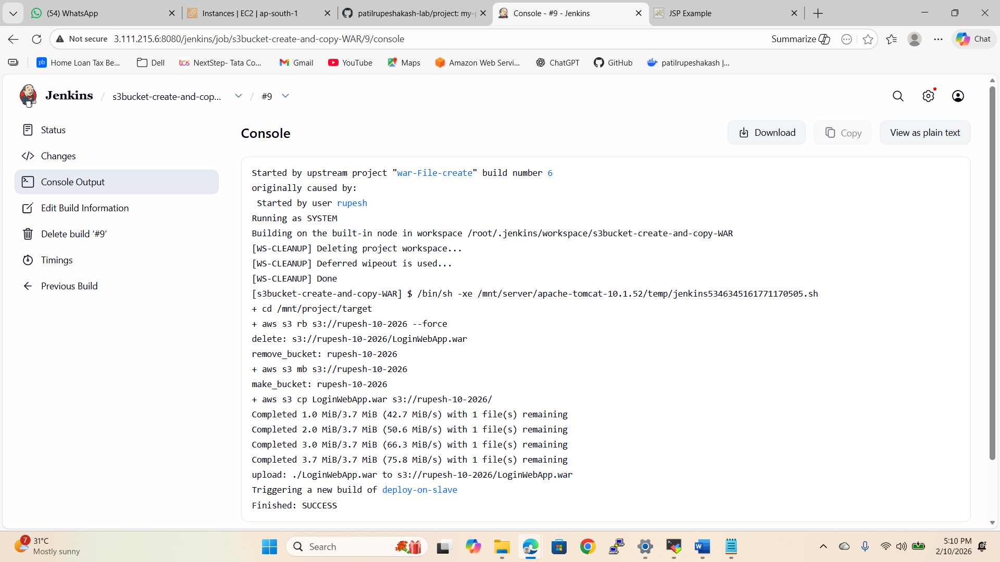 (54) WhatsApp
Instances | EC2 | ap-south-1
patilrupeshakash-lab/project: my-p
Console - #9 - Jenkins
JSP Example
Not secure
3.111.215.6:8080/jenkins/job/s3bucket-create-and-copy-WAR/9/console
Summarize
Chat
Home Loan Tax Be...
Dell
NextStep- Tata Co...
Gmail
YouTube
Maps
Amazon Web Servi...
ChatGPT
GitHub
patilrupeshakash |...
Jenkins / s3bucket-create-and-cop... / #9
Status
Changes
Console Output
Edit Build Information
Delete build ‘#9’
Timings
Previous Build
Console
Download
Copy
View as plain text
Started by upstream project "war-File-create" build number 6
originally caused by:
Started by user rupesh
Running as SYSTEM
Building on the built-in node in workspace /root/.jenkins/workspace/s3bucket-create-and-copy-WAR
[WS-CLEANUP] Deleting project workspace...
[WS-CLEANUP] Deferred wipeout is used...
[WS-CLEANUP] Done
[s3bucket-create-and-copy-WAR] $ /bin/sh -xe /mnt/server/apache-tomcat-10.1.52/temp/jenkins5346345161771170505.sh
+ cd /mnt/project/target
+ aws s3 rb s3://rupesh-10-2026 --force
delete: s3://rupesh-10-2026/LoginWebApp.war
remove_bucket: rupesh-10-2026
+ aws s3 mb s3://rupesh-10-2026
make_bucket: rupesh-10-2026
+ aws s3 cp LoginWebApp.war s3://rupesh-10-2026/
Completed 1.0 MiB/3.7 MiB (42.7 MiB/s) with 1 file(s) remaining
Completed 2.0 MiB/3.7 MiB (50.6 MiB/s) with 1 file(s) remaining
Completed 3.0 MiB/3.7 MiB (66.3 MiB/s) with 1 file(s) remaining
Completed 3.7 MiB/3.7 MiB (75.8 MiB/s) with 1 file(s) remaining
upload: ./LoginWebApp.war to s3://rupesh-10-2026/LoginWebApp.war
Triggering a new build of deploy-on-slave
Finished: SUCCESS
7
31°C
Mostly sunny
Search
5:10 PM
2/10/2026